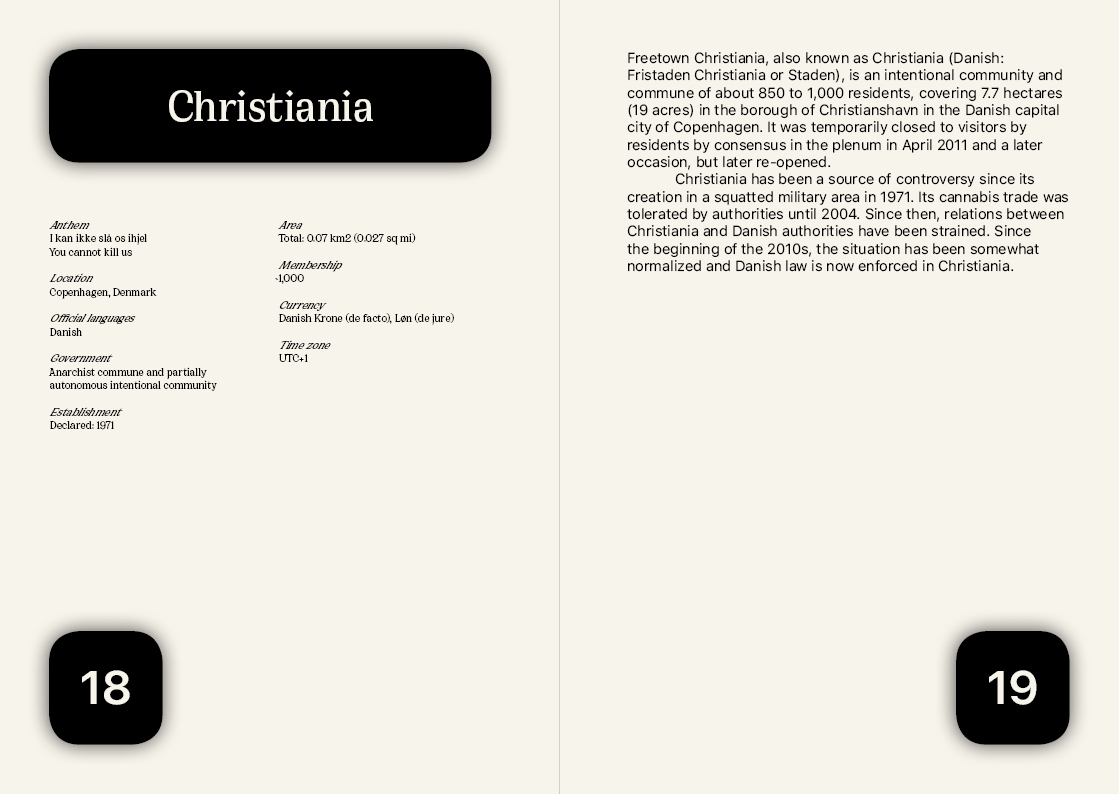 Christiania
Anthem
I kan ikke slå os ihjel
You cannot kill us
Location
Copenhagen, Denmark
Official languages
Danish
Government
Anarchist commune and partially
autonomous intentional community
Establishment
Declared: 1971
Area
Total: 0.07 km2 (0.027 sq mi)
Membership
~1,000
Currency
Danish Krone (de facto), Løn (de jure)
Time zone
UTC+1
18
Freetown Christiania, also known as Christiania (Danish:
Fristaden Christiania or Staden), is an intentional community and
commune of about 850 to 1,000 residents, covering 7.7 hectares
(19 acres) in the borough of Christianshavn in the Danish capital
city of Copenhagen. It was temporarily closed to visitors by
residents by consensus in the plenum in April 2011 and a later
occasion, but later re-opened.
Christiania has been a source of controversy since its
creation in a squatted military area in 1971. Its cannabis trade was
tolerated by authorities until 2004. Since then, relations between
Christiania and Danish authorities have been strained. Since
the beginning of the 2010s, the situation has been somewhat
normalized and Danish law is now enforced in Christiania.
19